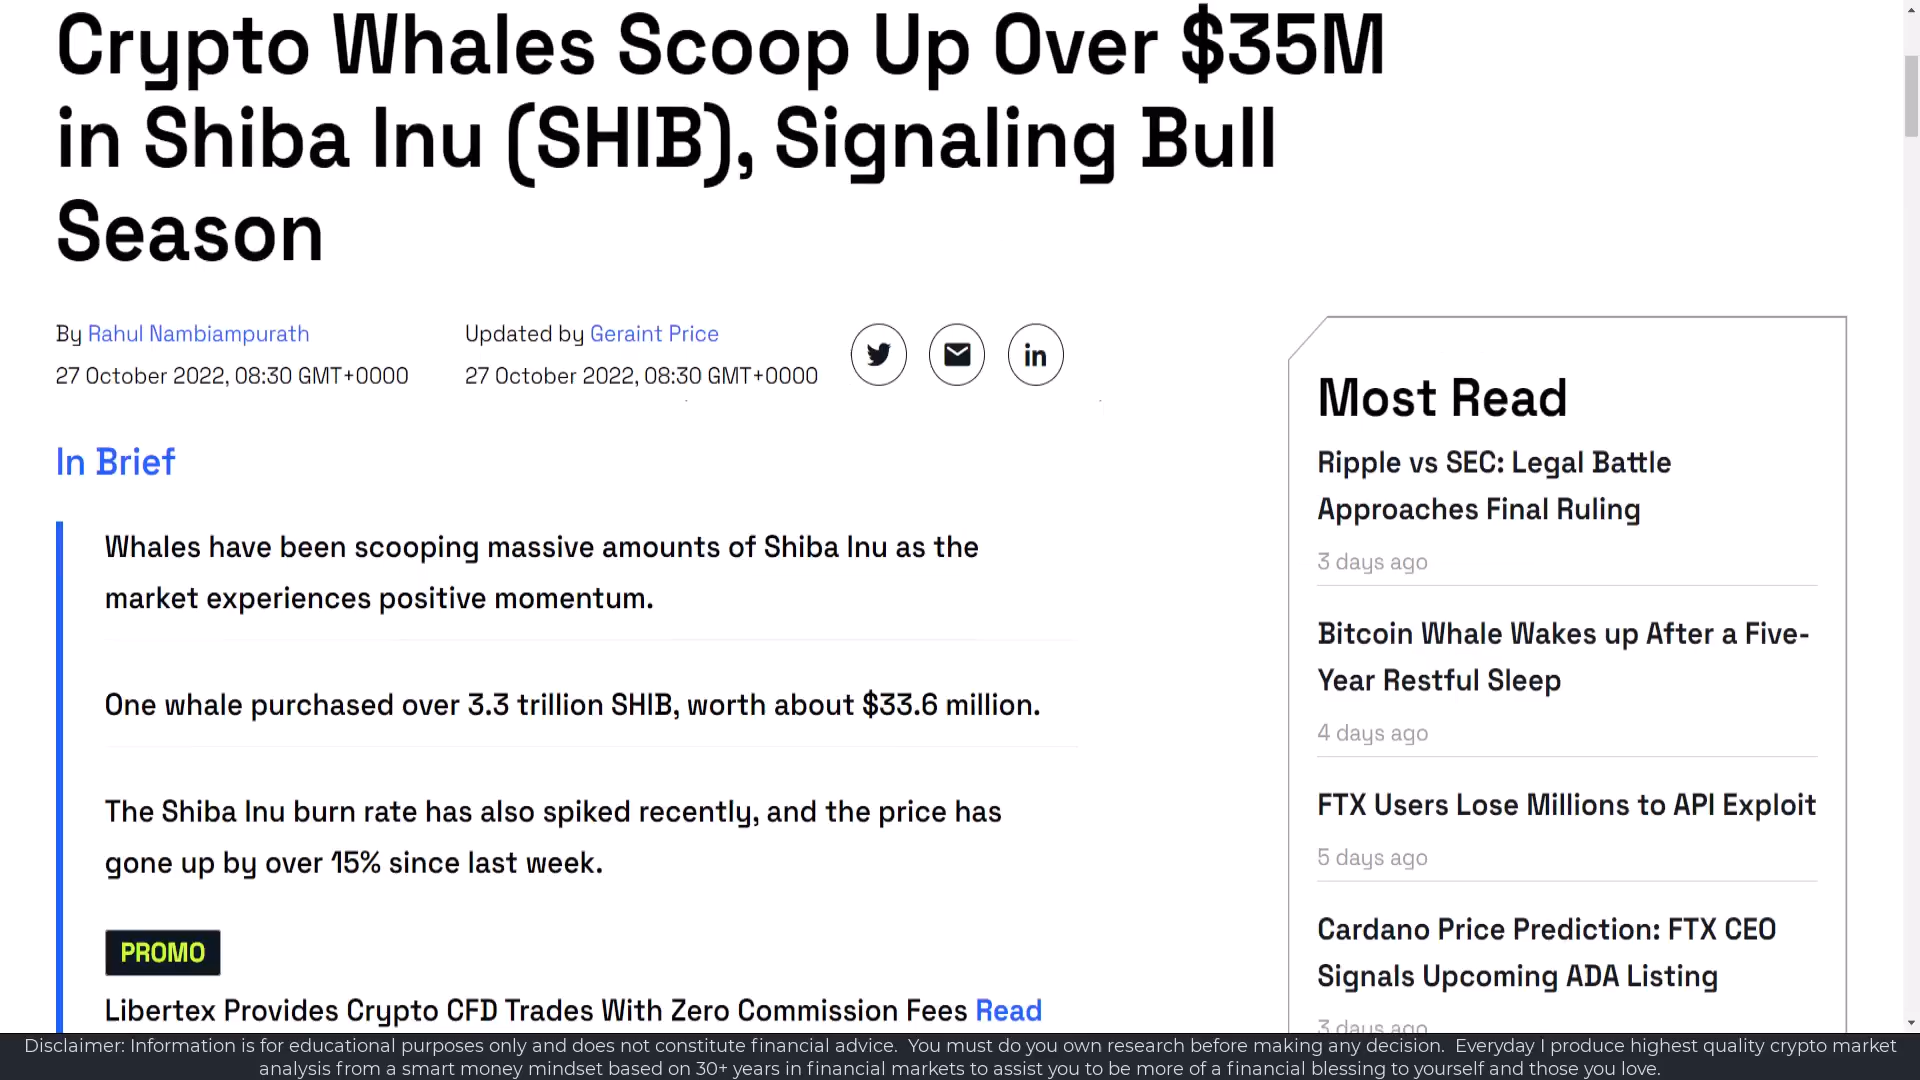 Crypto Whales Scoop Up Over $35M
in Shiba Inu (SHIB), Signaling Bull
Season
By Rahul Nambiampurath
27 October 2022, 08:30 GMT+0000
Updated by Geraint Price
27 October 2022, 08:30 GMT+0000
in
In Brief
Whales have been scooping massive amounts of Shiba Inu as the
market experiences positive momentum.
One whale purchased over 3.3 trillion SHIB, worth about $33.6 million.
The Shiba Inu burn rate has also spiked recently, and the price has
gone up by over 15% since last week.
PROMO
Libertex Provides Crypto CFD Trades With Zero Commission Fees Read
Most Read
Ripple vs SEC: Legal Battle
Approaches Final Ruling
3 days ago
Bitcoin Whale Wakes up After a Five-
Year Restful Sleep
4 days ago
FTX Users Lose Millions to API Exploit
5 days ago
Cardano Price Prediction: FTX CEO
Signals Upcoming ADA Listing
3 days ago
Disclaimer: Information is for educational purposes only and does not constitute financial advice. You must do you own research before making any decision. Everyday I produce highest quality crypto market
analysis from a smart money mindset based on 30+ years in financial markets to assist you to be more of a financial blessing to yourself and those you love.